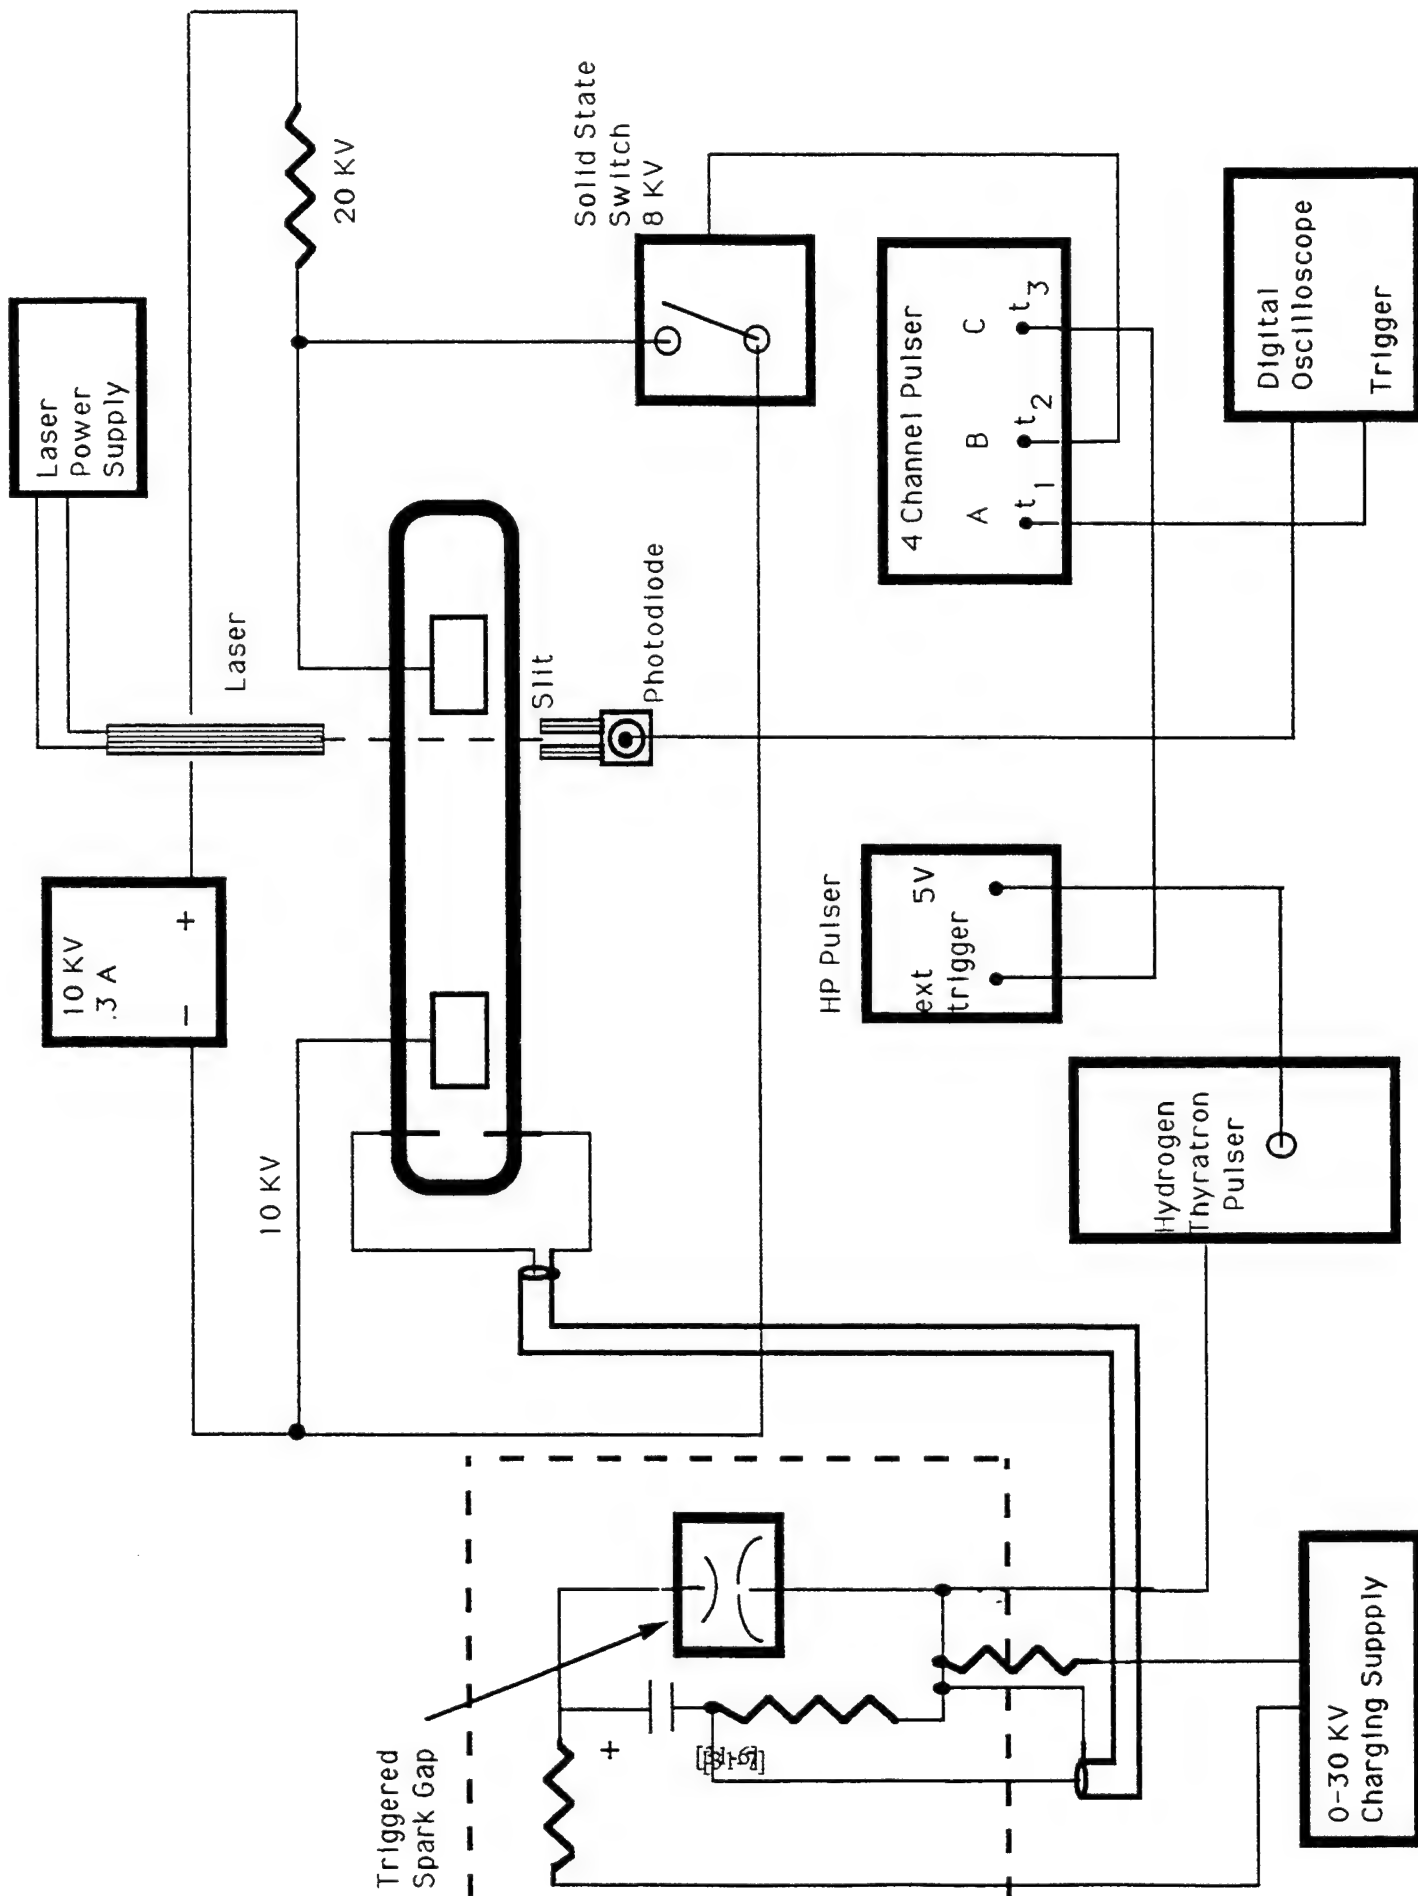 Triggered
Spark Gap
+
0-30 KV
Charging Suppply
10 KV
10 KV
.3 A
-
+
Laser
Laser
Power
Supply
20 KV
Slit
Photodiode
Solid State
Switch
8 KV
Hydrogen
Thyratron
Pulser
HP Pulser
ext
trigger
5V
4 Channel Pulser
A
B
C
t1
t2
t3
Digital
Oscilloscope
Trigger